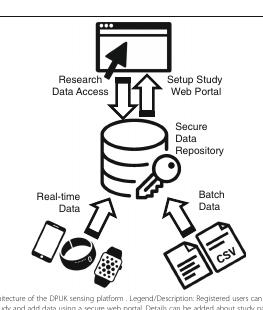 Research
Data Access
Setup Study
Web Portal
Secure
Data
Repository
Real-time
Data
Batch
Data
CSV
itecture of the DPUK sensing platform . Legend/Description: Registered users can
udy and add data using a secure web portal. Details can be added about study pa